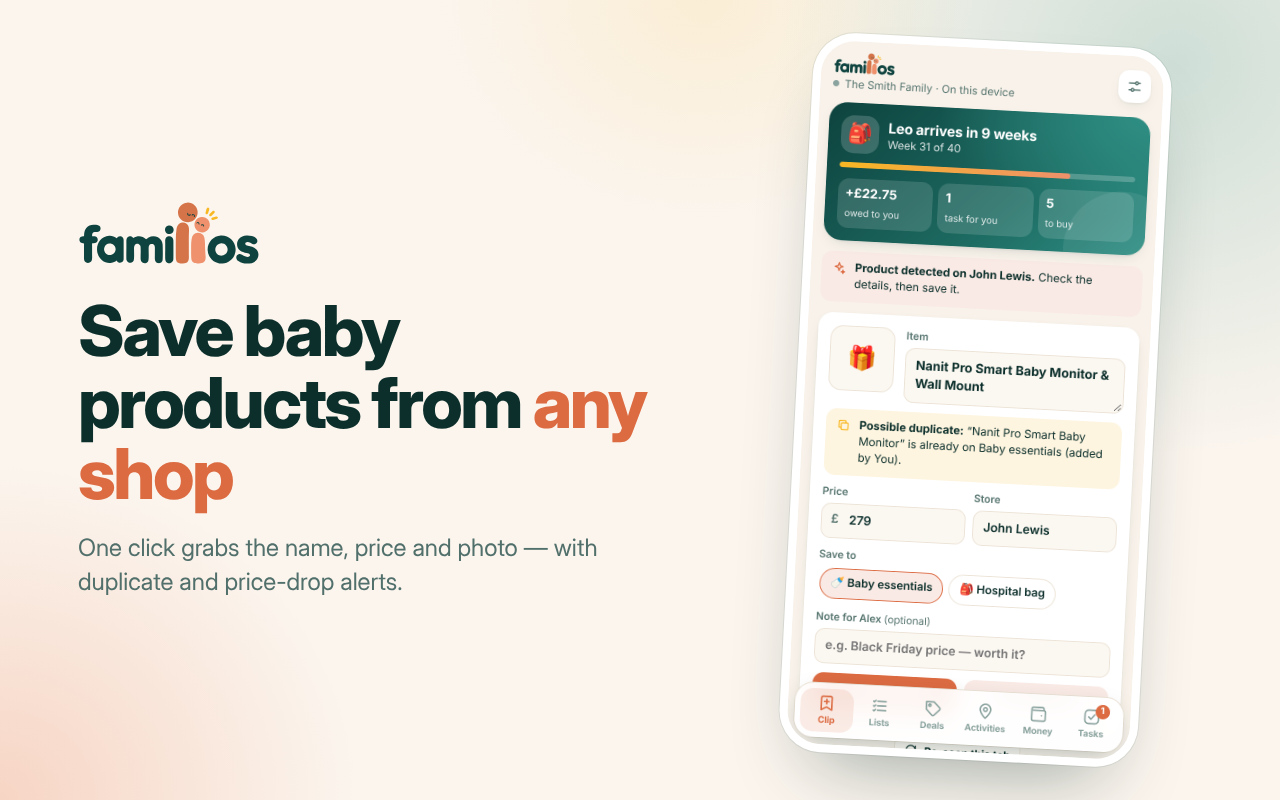 famillos
Save baby
products from any
shop
One click grabs the name, price and photo — with
duplicate and price-drop alerts.
famillos
The Smith Family · On this device
Leo arrives in 9 weeks
Week 31 of 40
+£22.75
owed to you
1
task for you
5
to buy
Product detected on John Lewis. Check the
details, then save it.
Item
Nanit Pro Smart Baby Monitor &
Wall Mount
Possible duplicate: "Nanit Pro Smart Baby
Monitor" is already on Baby essentials (added
by You).
Price
Store
£ 279
John Lewis
Save to
Baby essentials
Hospital bag
Note for Alex (optional)
e.g. Black Friday price — worth it?
Clip
Lists
Deals
Activities
Money
Tasks
1